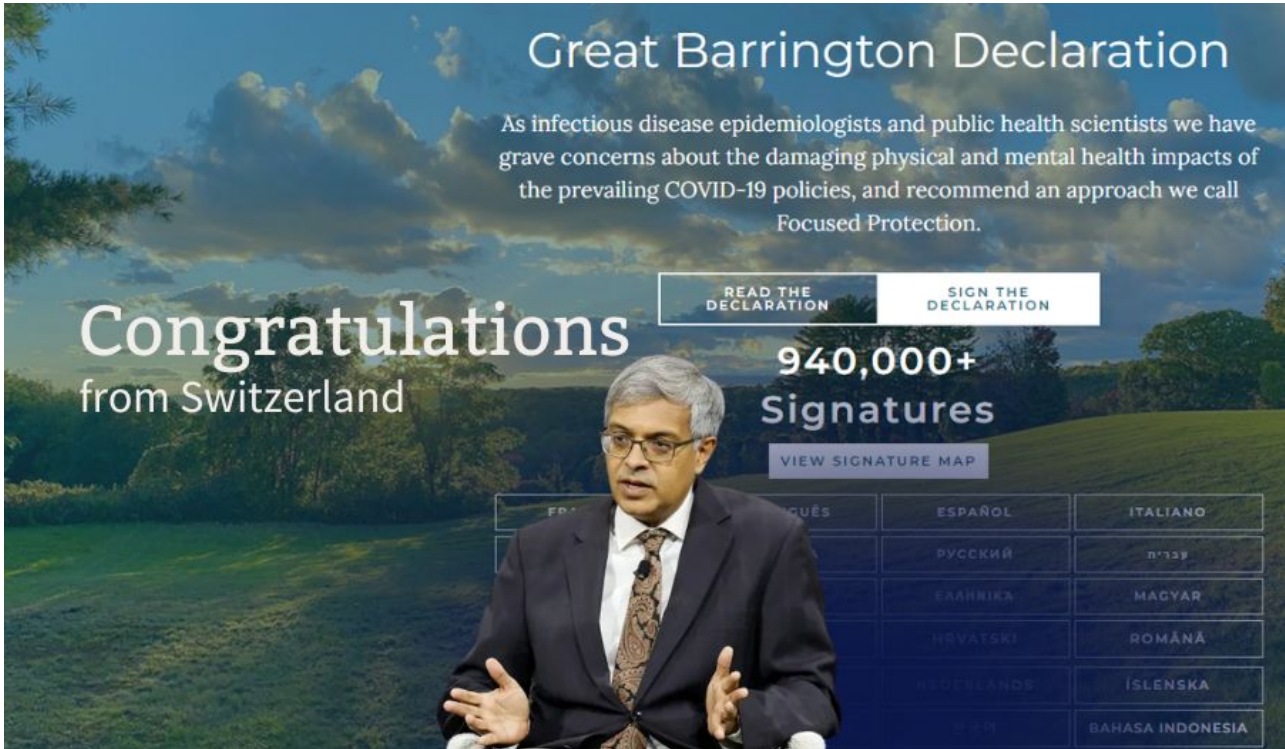 Great Barrington Declaration
As infectious disease epidemiologists and public health scientists we have
grave concerns about the damaging physical and mental health impacts of
the prevailing COVID-19 policies, and recommend an approach we call
Focused Protection.
READ THE
DECLARATION
SIGN THE
DECLARATION
Congratulations
from Switzerland
940,000+
Signatures
VIEW SIGNATURE MAP
ESPAÑOL
ITALIANO
РУССКИЙ
עברית
ΕΛΛΗΝΙΚΑ
MAGYAR
HRVATSKI
ROMÂNĂ
NEDERLANDS
ÍSLENSKA
한국어
BAHASA INDONESIA